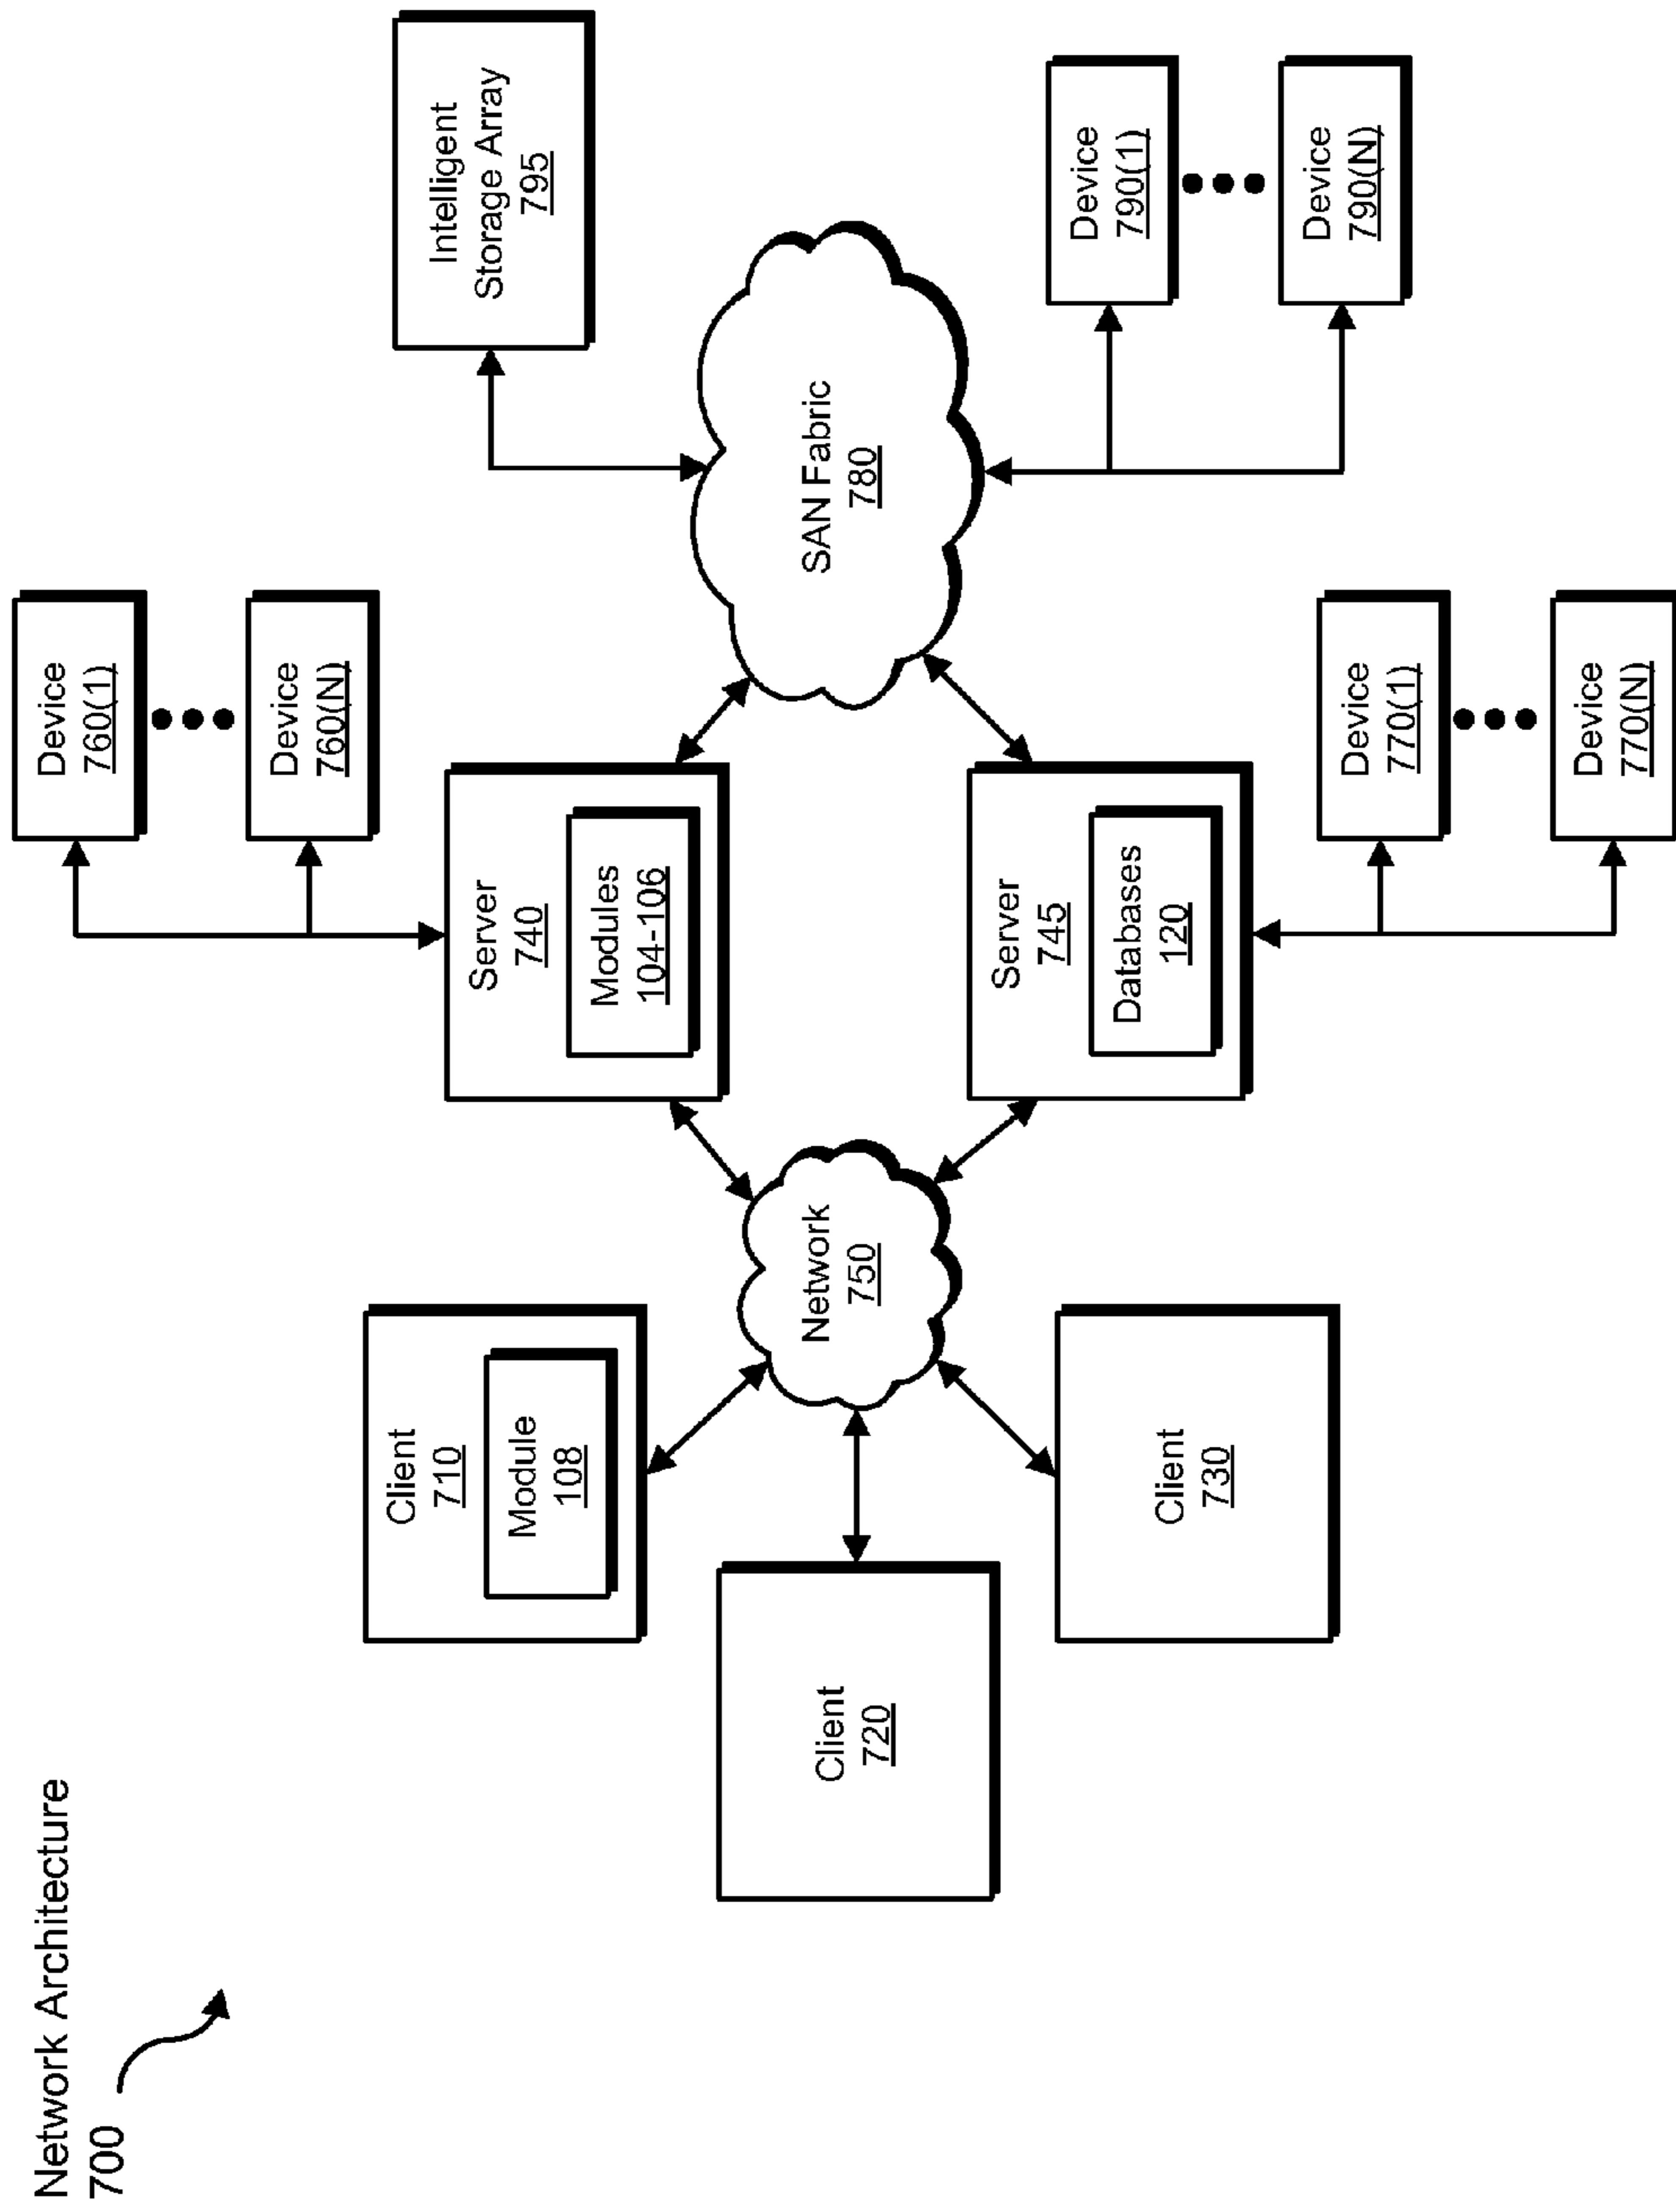 Network Architecture
700
Device
760(1)
Device
760(N)
Intelligent
Storage Array
795
Client
710
Module
108
Server
740
Modules
104-106
Client
720
Network
750
SAN Fabric
780
Server
745
Databases
120
Device
790(1)
Device
790(N)
Client
730
Device
770(1)
Device
770(N)